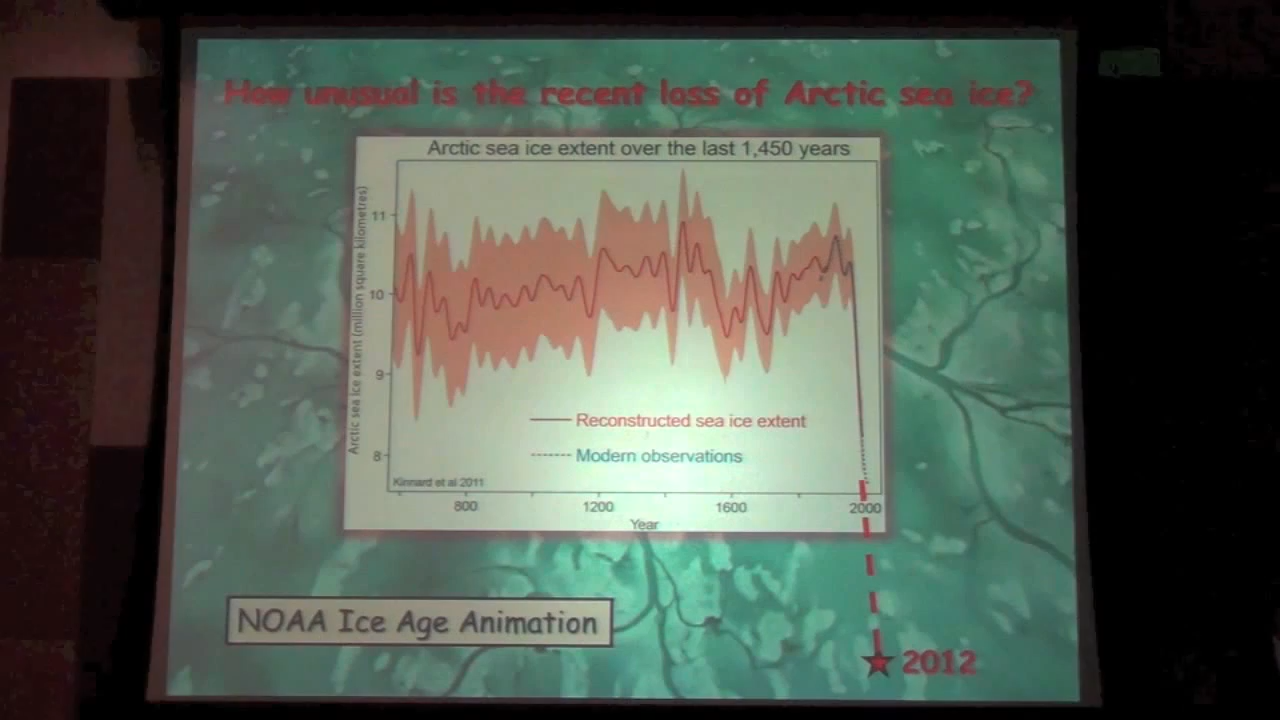 How unusual is the recent loss of Arctic sea ice?
Arctic sea ice extent over the last 1,450 years
Arctic sea ice extent (million square kilometres)
11
10
9
8
Reconstructed sea ice extent
Modern observations
Kinnard et al 2011
800
1200
1600
2000
Year
NOAA Ice Age Animation
2012